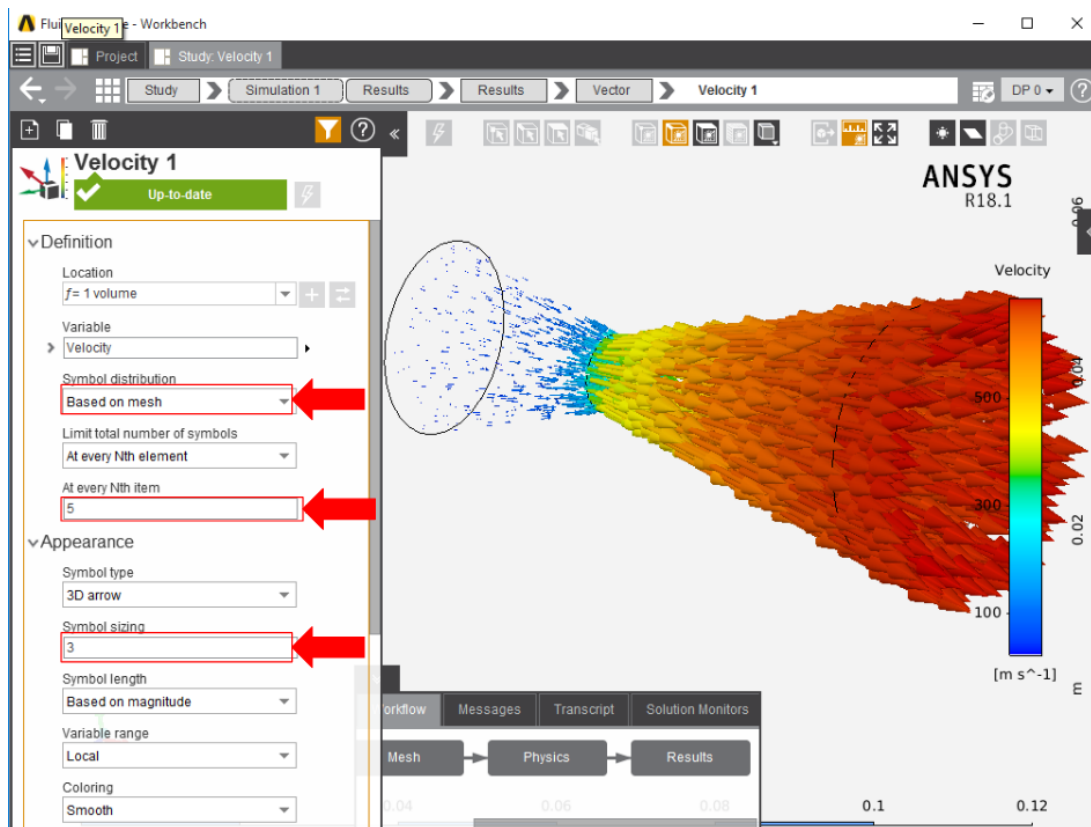 Flui e - Workbench
Velocity 1
Project
Study: Velocity 1
Study
Simulation 1
Results
Results
Vector
Velocity 1
DP 0
Velocity 1
Up-to-date
Definition
Location
ƒ= 1 volume
Variable
Velocity
Symbol distribution
Based on mesh
Limit total number of symbols
At every Nth element
At every Nth item
5
Appearance
Symbol type
3D arrow
Symbol sizing
3
Symbol length
Based on magnitude
Variable range
Local
Coloring
Smooth
ANSYS
R18.1
Velocity
500
300
100
[m s^-1]
0.06
0.04
0.02
m
orkflow
Messages
Transcript
Solution Monitors
Mesh
Physics
Results
0.04
0.06
0.08
0.1
0.12